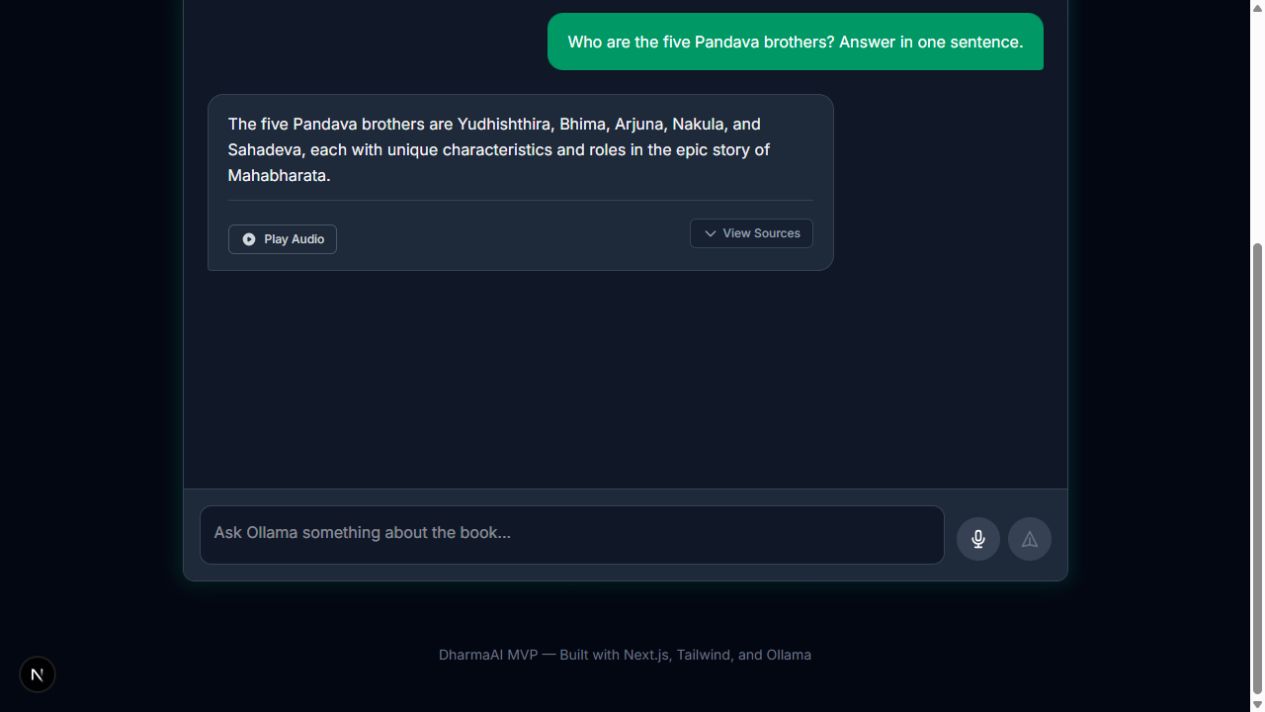 Who are the five Pandava brothers? Answer in one sentence.
The five Pandava brothers are Yudhishthira, Bhima, Arjuna, Nakula, and
Sahadeva, each with unique characteristics and roles in the epic story of
Mahabharata.
Play Audio
View Sources
Ask Ollama something about the book...
DharmaAI MVP — Built with Next.js, Tailwind, and Ollama
N